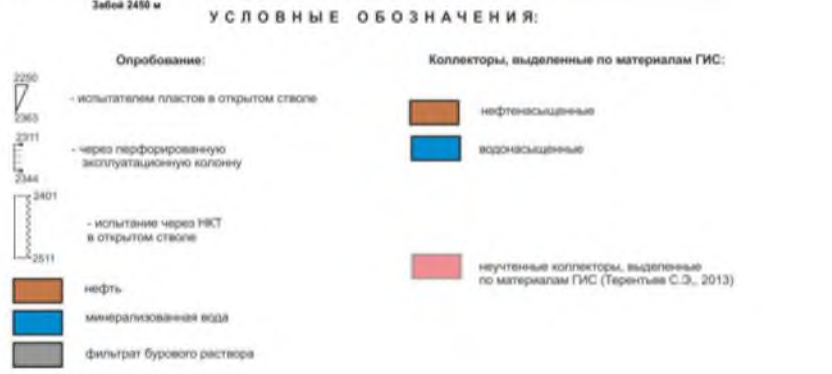 Забой 2450 м
УСЛОВНЫЕ ОБОЗНАЧЕНИЯ:
Опробование:
2290
2363
- испытателем пластов в открытом стволе
2311
2344
- через перфорированную
эксплуатационную колонну
2401
2511
- испытание через НКТ
в открытом стволе
нефть
минерализованная вода
фильтрат бурового раствора
Коллекторы, выделенные по материалам ГИС:
нефтенасыщенные
водонасыщенные
неучтенные коллекторы, выделенные
по материалам ГИС (Терентьев С.Э., 2013)